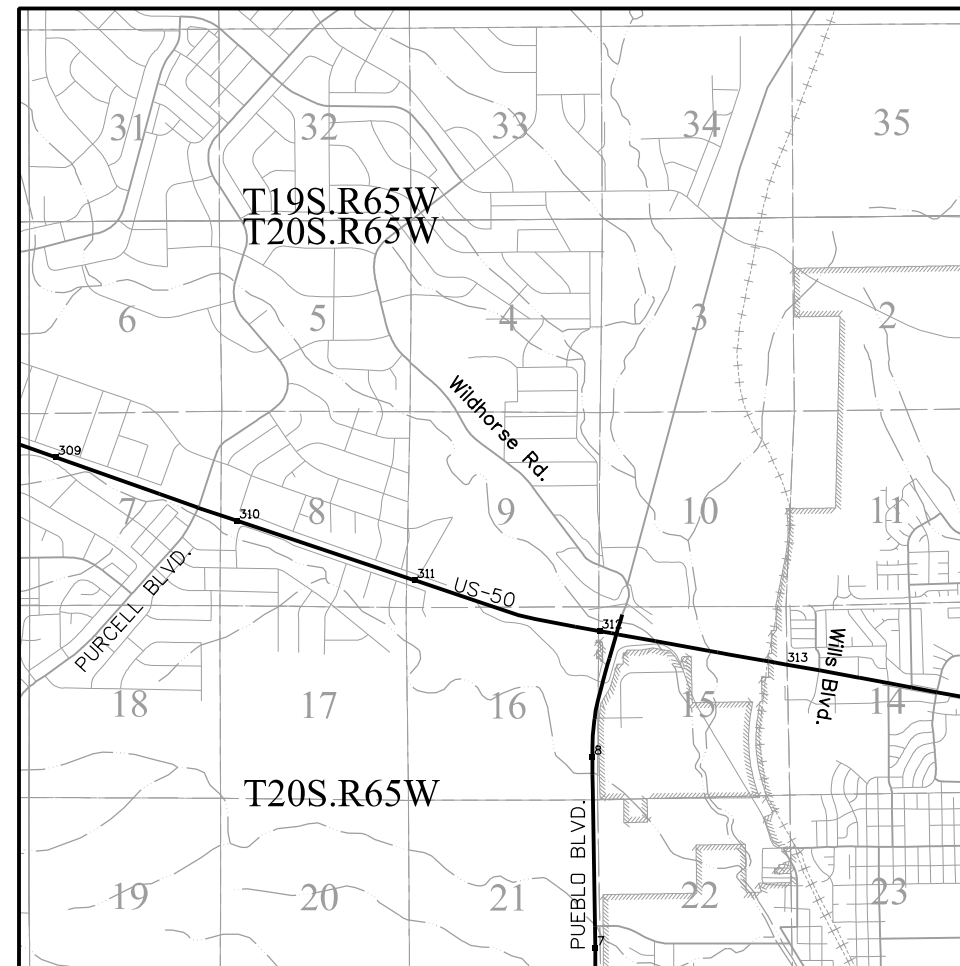 31 32 33 34 35
T19S.R65W
T20S.R65W
6 5 4 3 2
Wildhorse Rd.
309
7 310 8 9 10 11
311
US-50
PURCELL BLVD.
312
313
Wills Blvd.
18 17 16 15 14
8
T20S.R65W
PUEBLO BLVD.
19 20 21 22 23
7